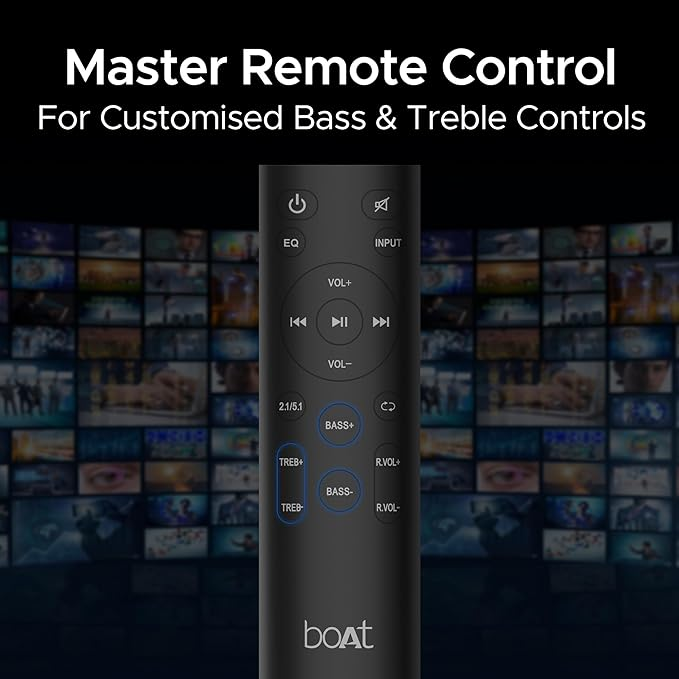 Master Remote Control
For Customised Bass & Treble Controls
EQ
INPUT
VOL+
VOL−
2.1/5.1
BASS+
TREB+
R.VOL+
BASS-
TREB-
R.VOL-
boAt